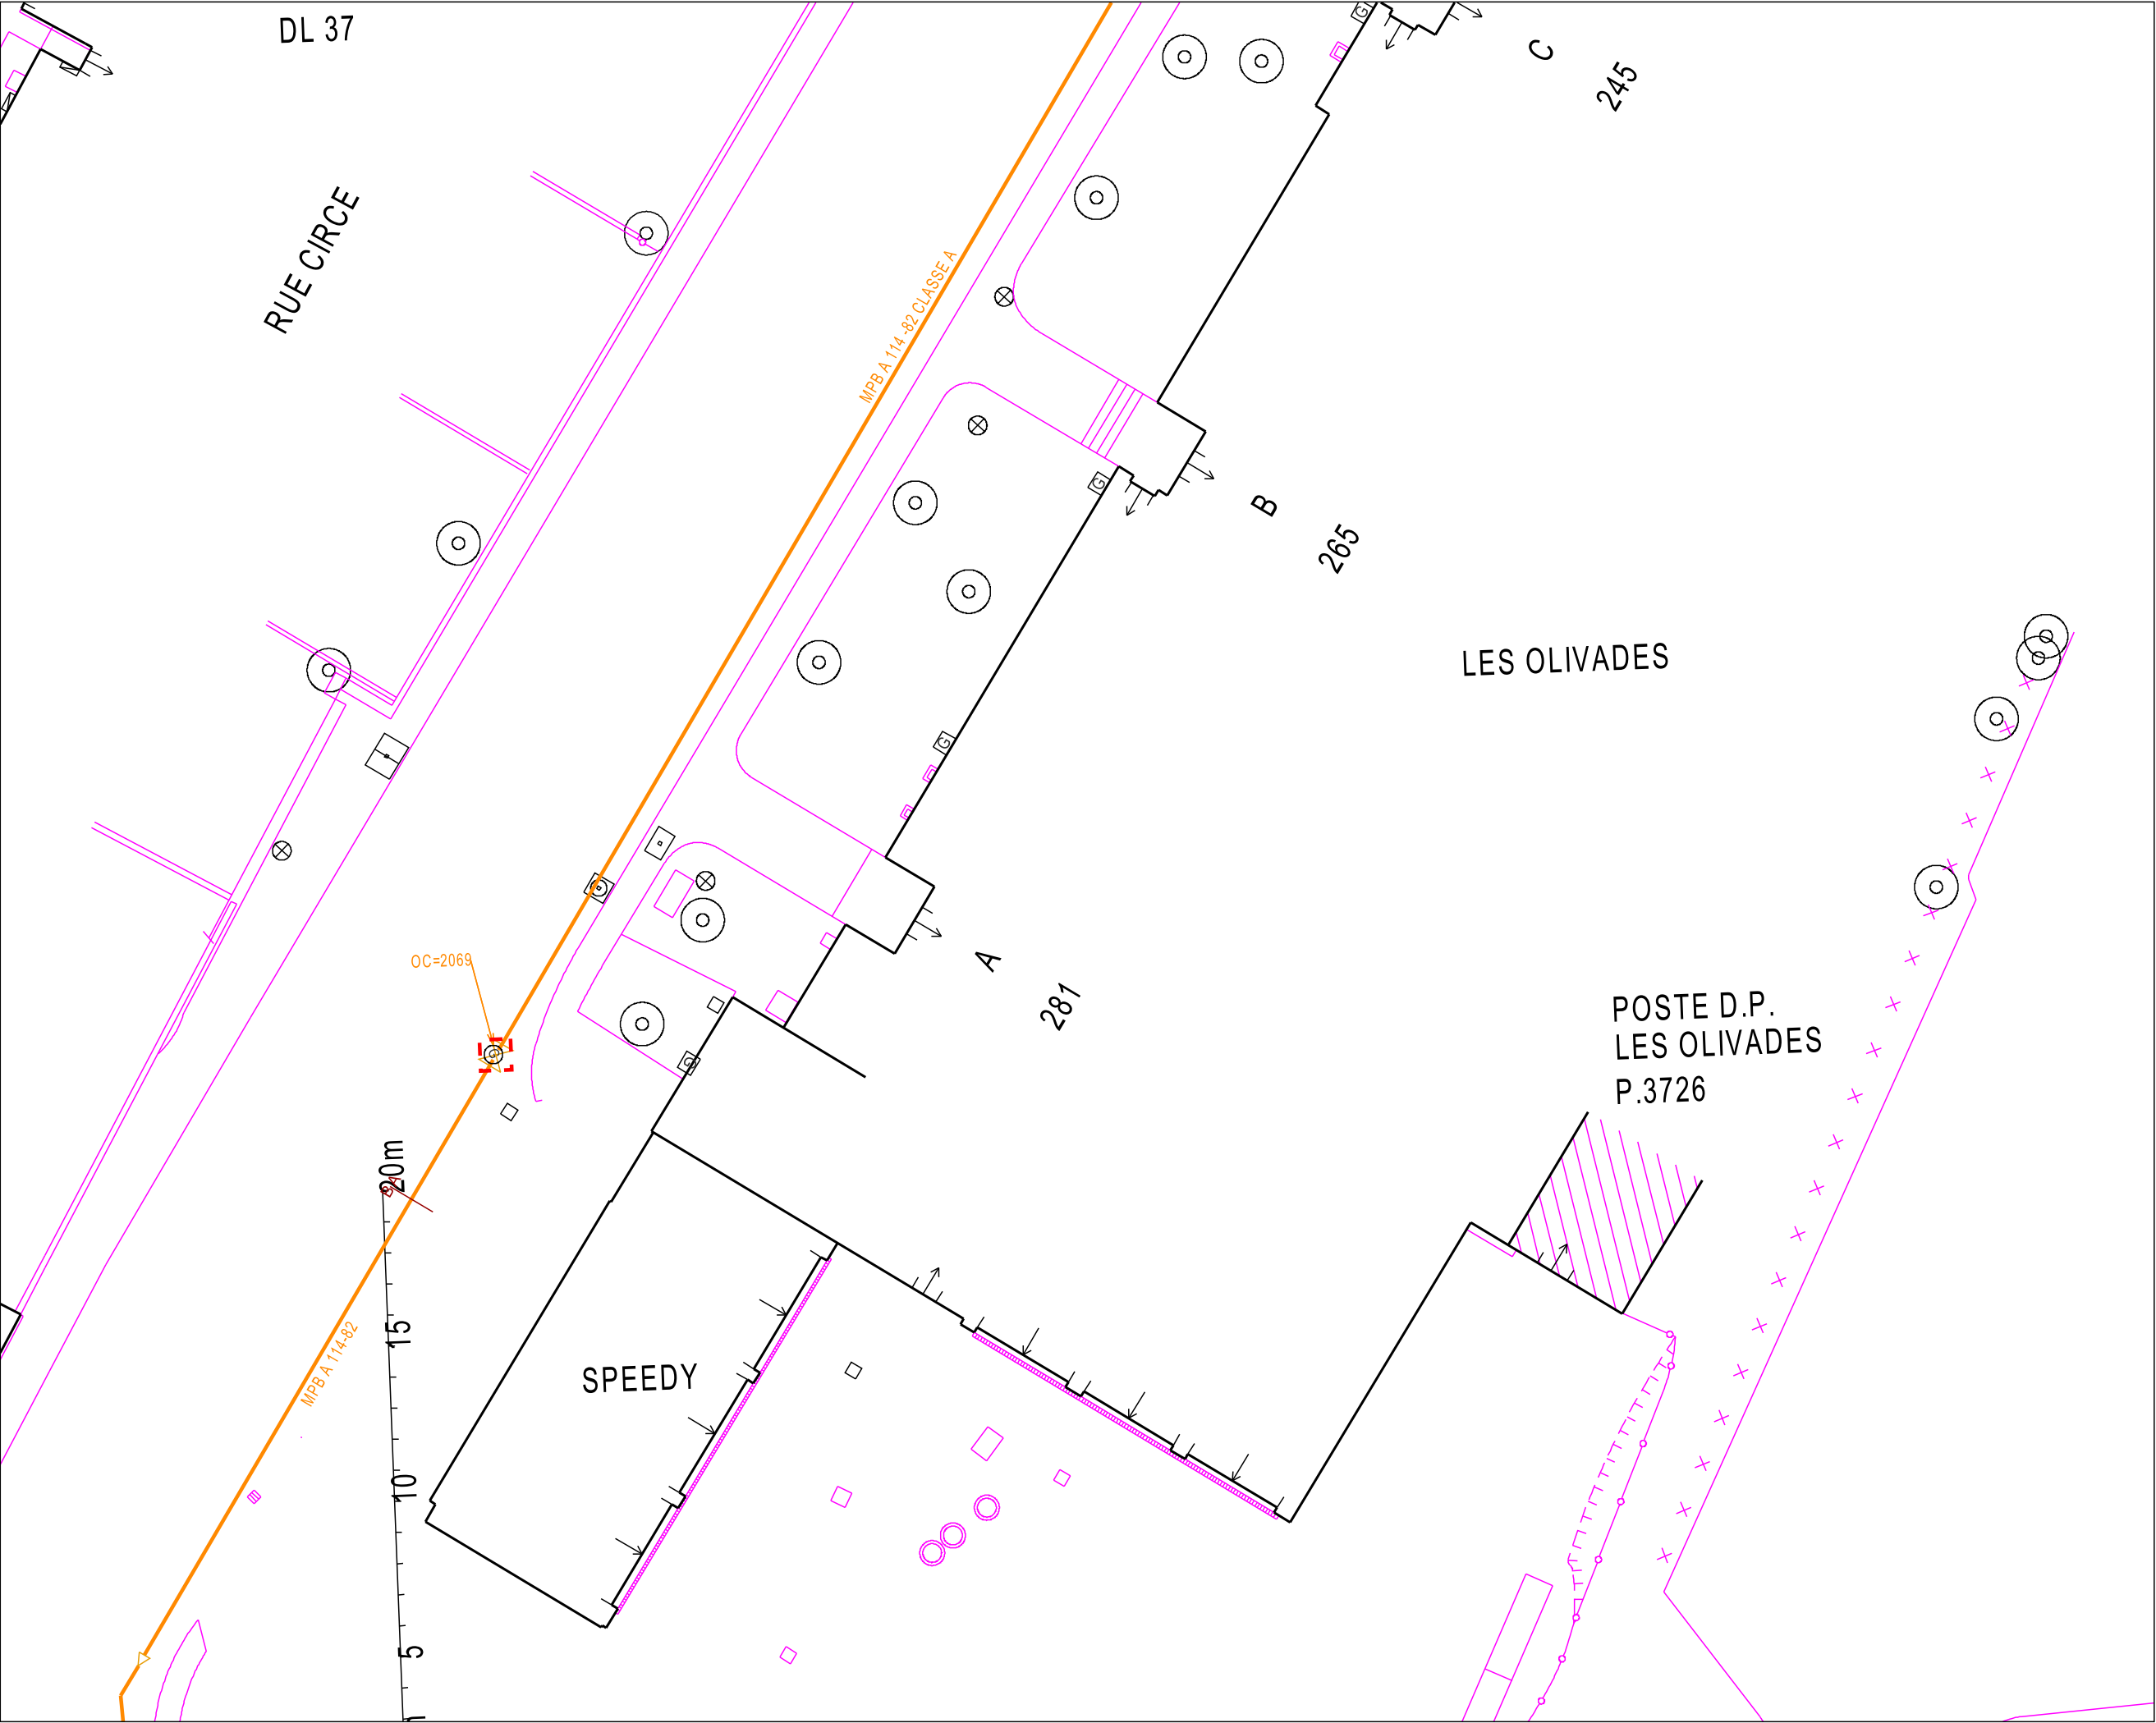 DL 37
C
245
G
RUE CIRCE
MPB A 114 -82 CLASSE A
G
B
265
LES OLIVADES
G
OC=2069
A
281
G
G
POSTE D.P.
LES OLIVADES
P.3726
20m
BA
15
MPB A 114-82
SPEEDY
10
5